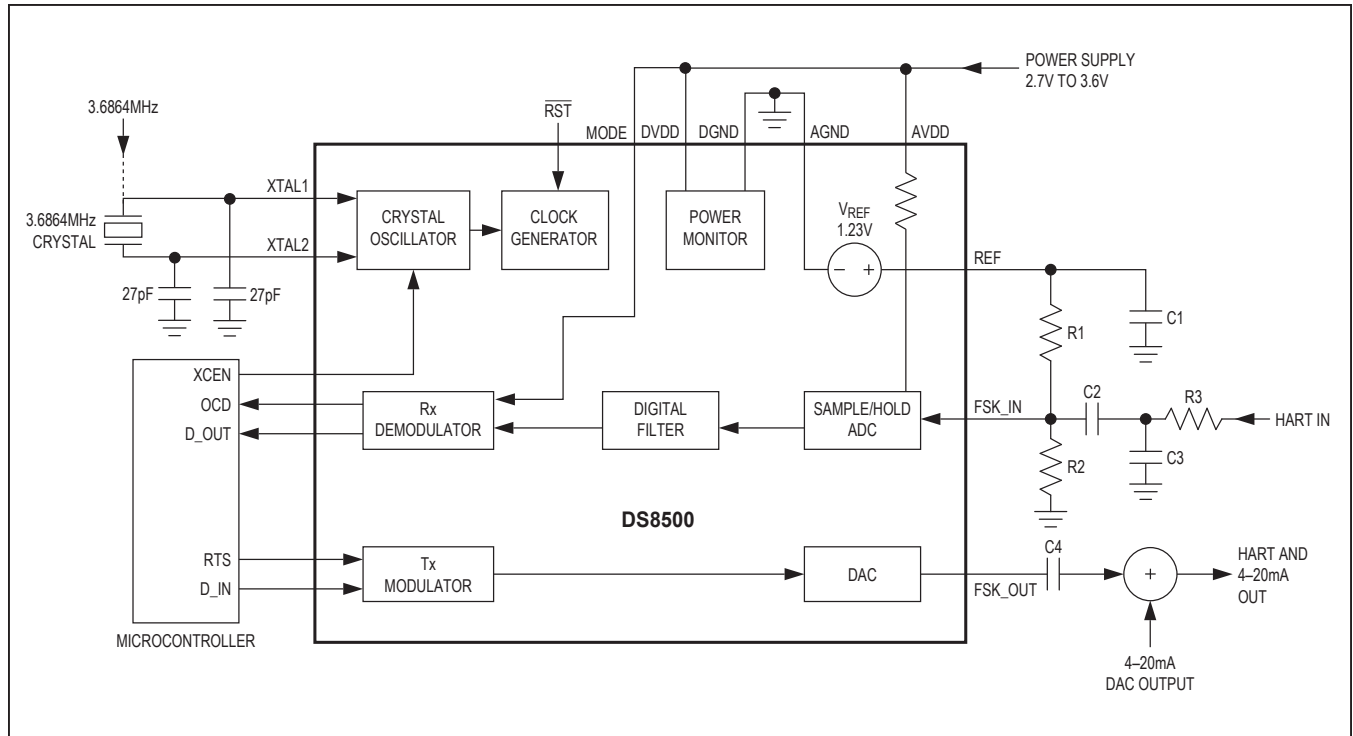 POWER SUPPLY
2.7V TO 3.6V
3.6864MHz
RST
MODE
DVDD
DGND
AGND
AVDD
XTAL1
3.6864MHz
CRYSTAL
XTAL2
27pF
27pF
CRYSTAL
OSCILLATOR
CLOCK
GENERATOR
POWER
MONITOR
VREF
1.23V
− +
REF
R1
C1
XCEN
OCD
D_OUT
Rx
DEMODULATOR
DIGITAL
FILTER
SAMPLE/HOLD
ADC
FSK_IN
C2
R3
HART IN
R2
C3
DS8500
RTS
D_IN
Tx
MODULATOR
DAC
FSK_OUT
C4
+
HART AND
4–20mA
OUT
MICROCONTROLLER
4–20mA
DAC OUTPUT